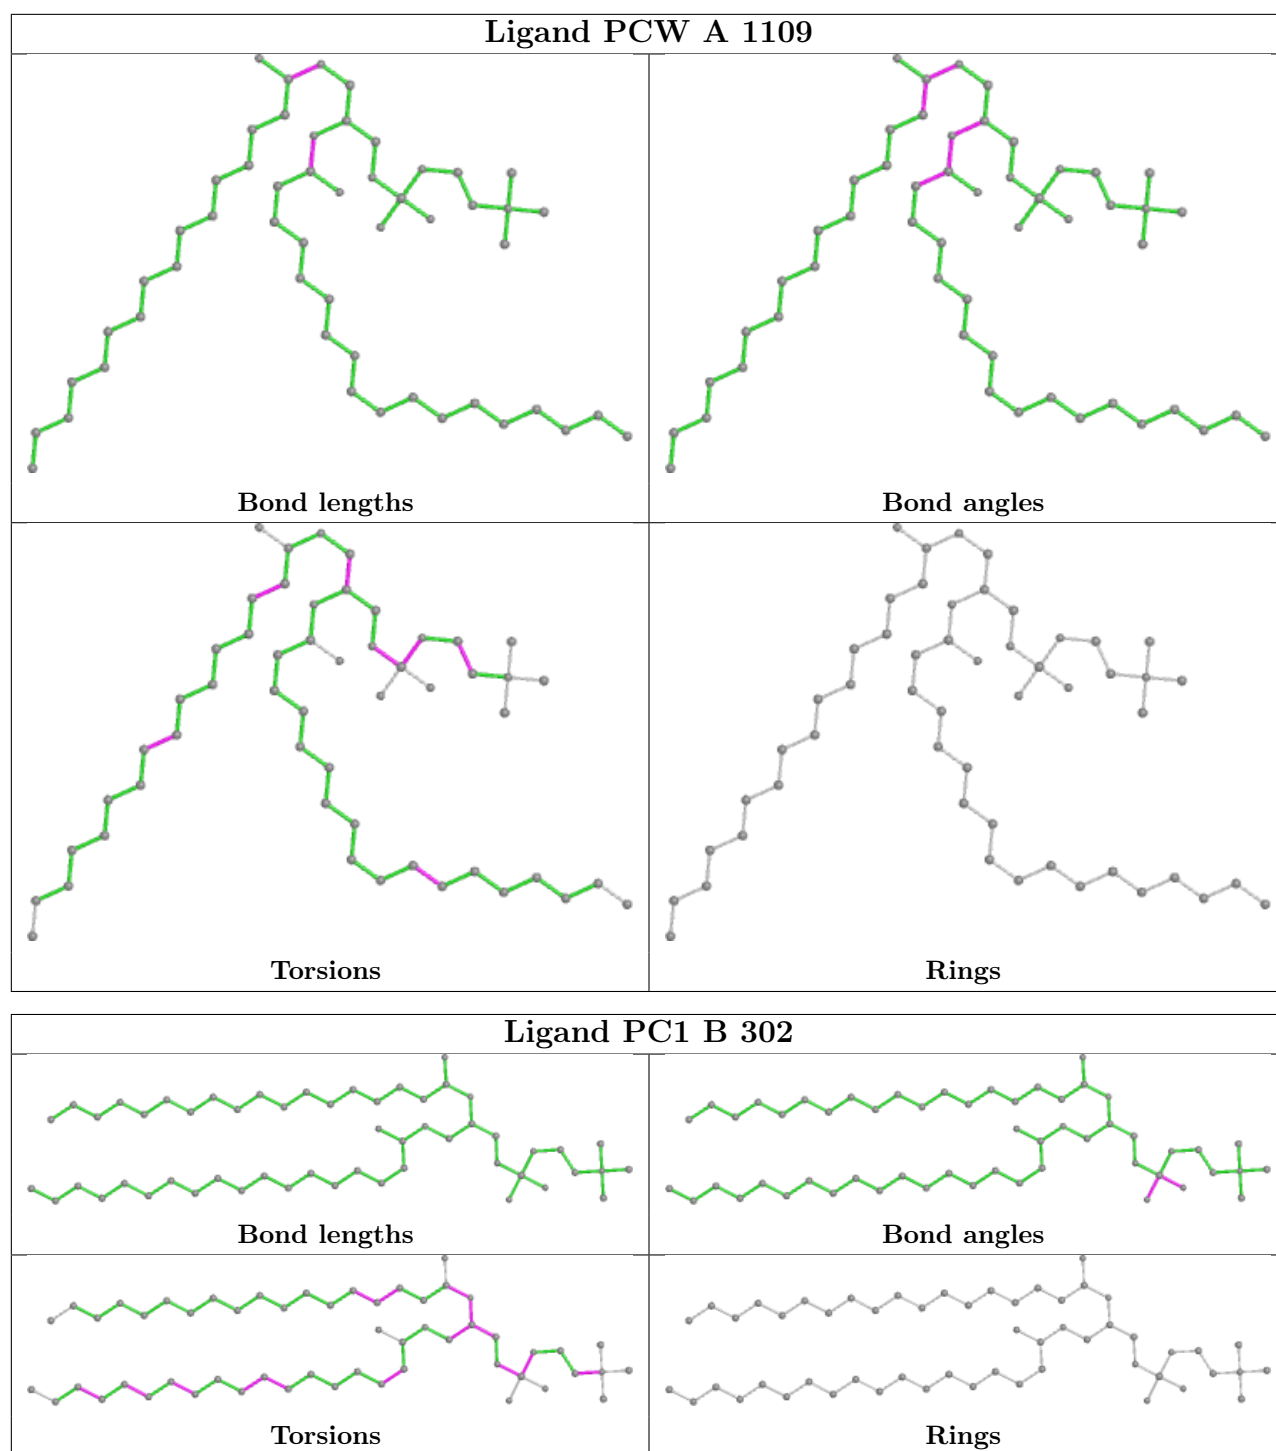 Ligand PCW A 1109
Bond lengths
Bond angles
Torsions
Rings
Ligand PC1 B 302
Bond lengths
Bond angles
Torsions
Rings